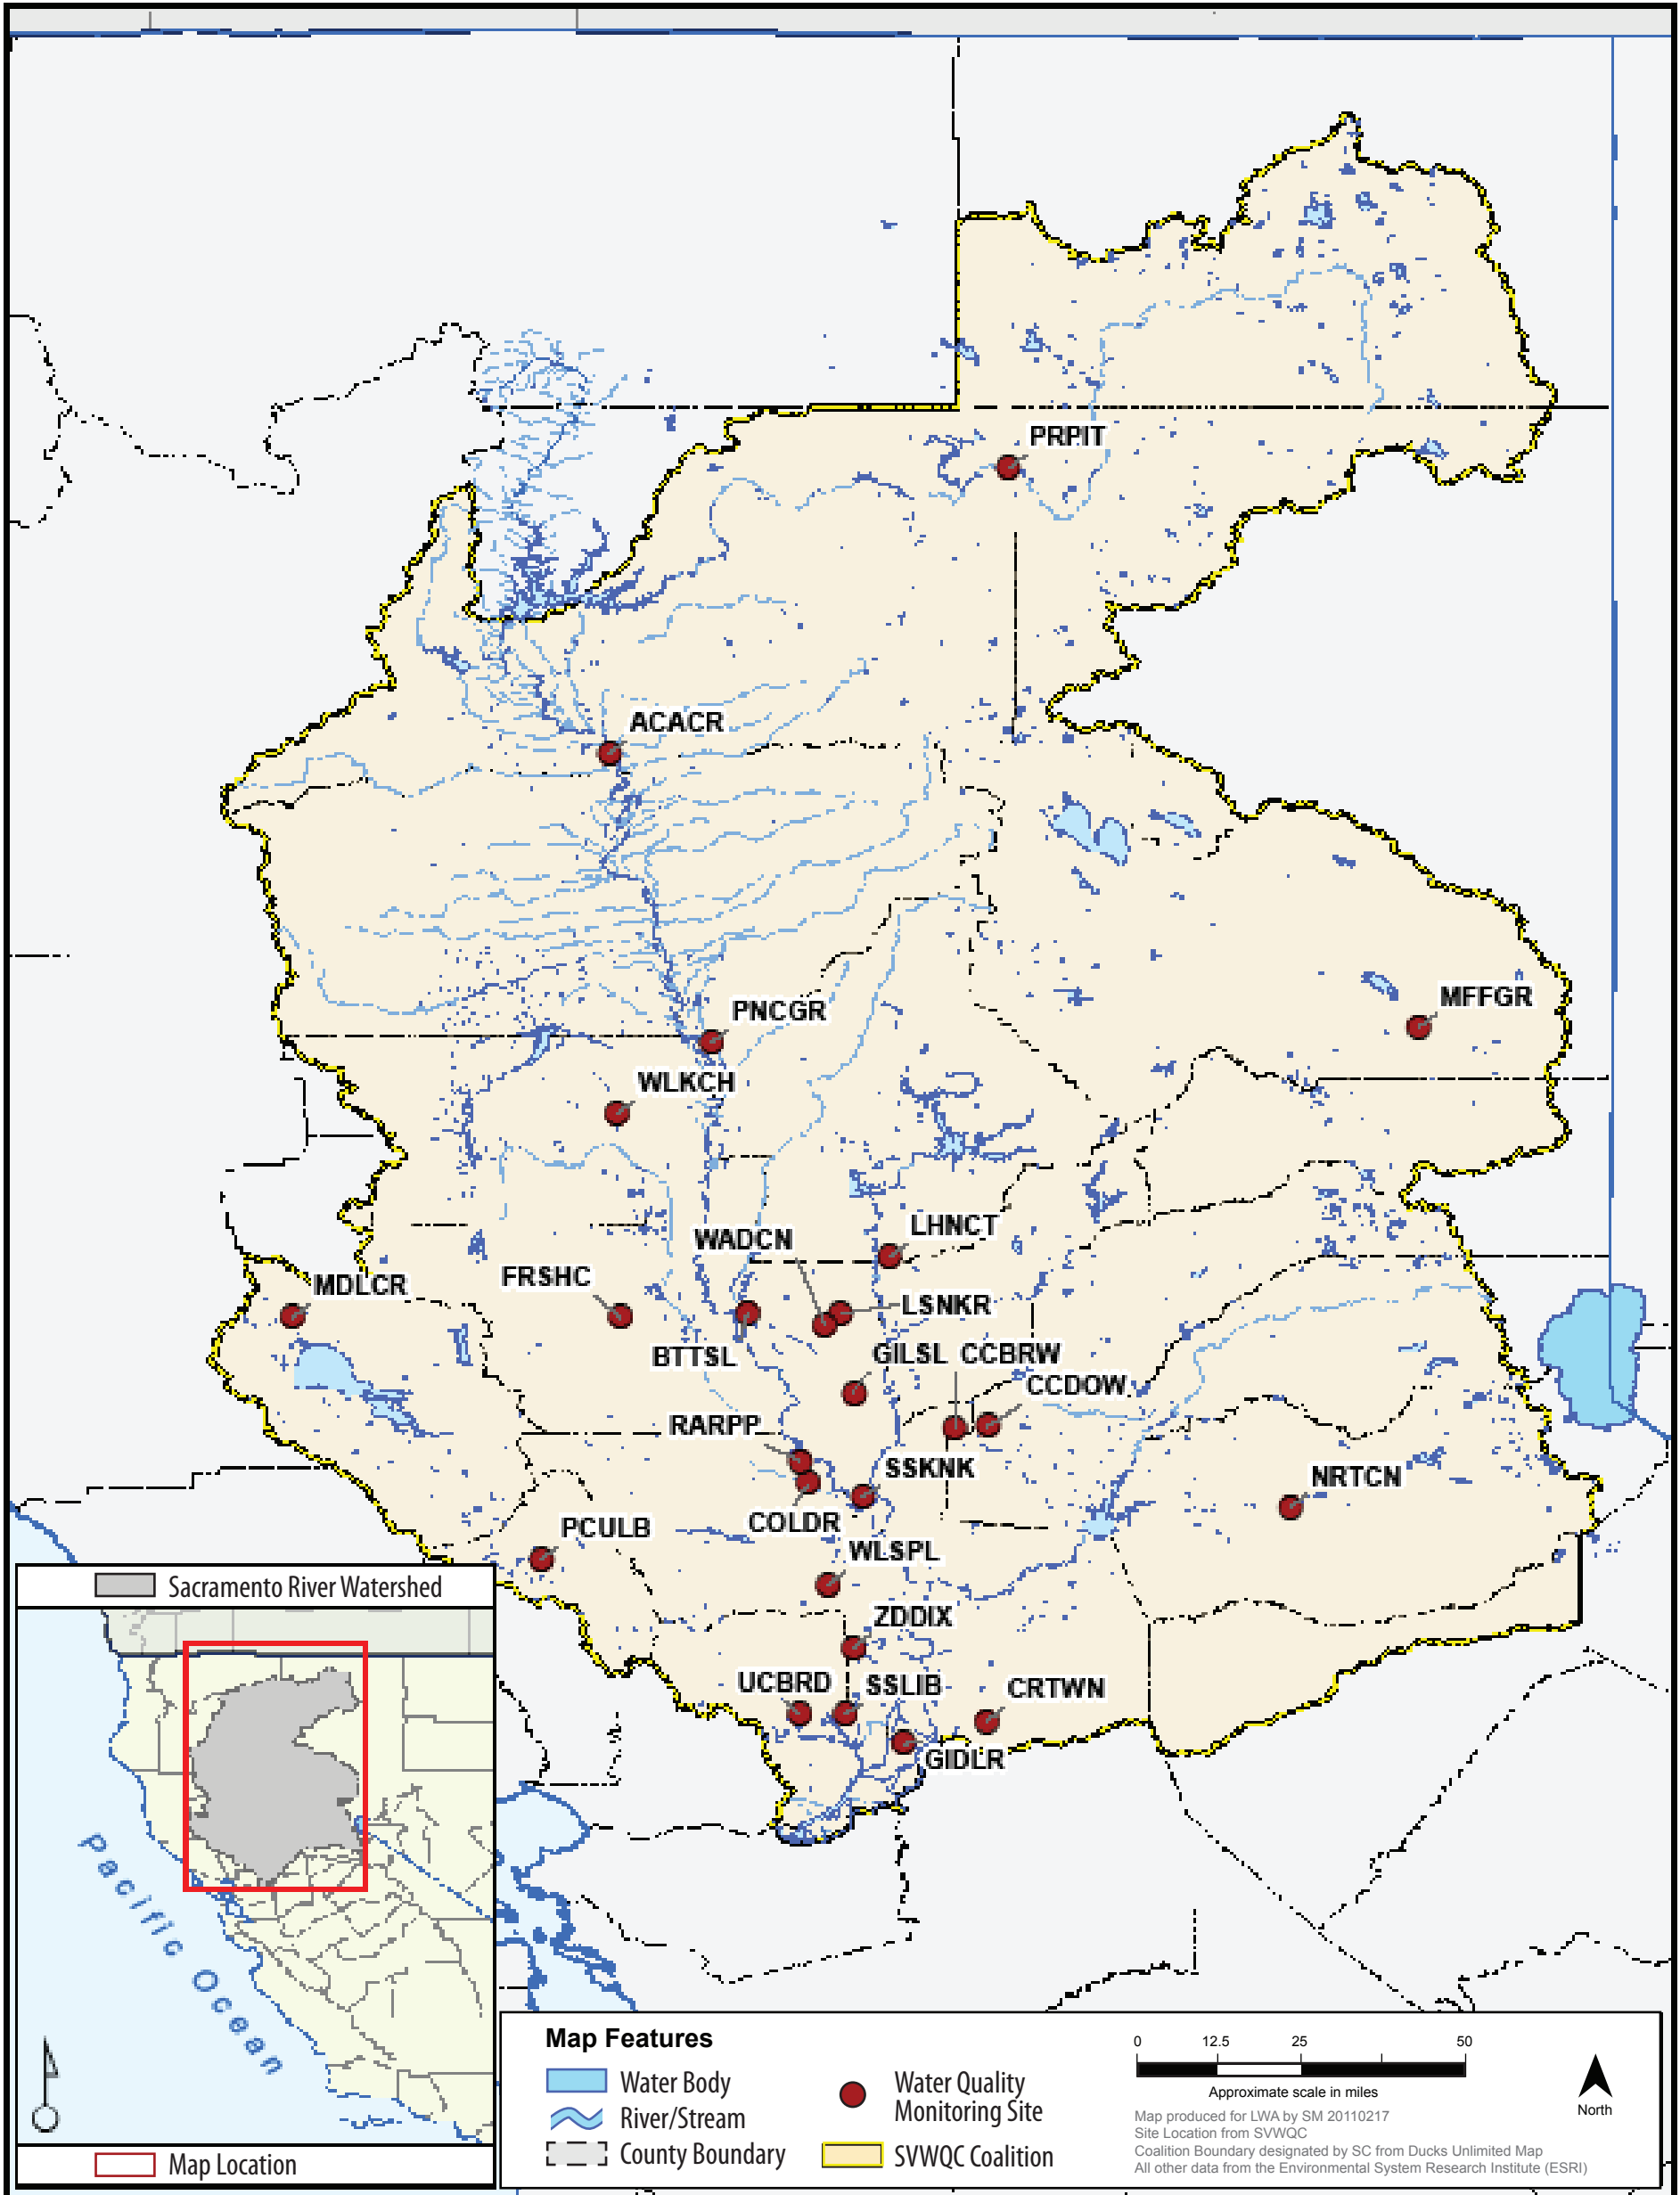 PRPIT
ACACR
PNCGR
MFFGR
WLKCH
WADCN
LHNCT
MDLCR
FRSHC
LSNKR
BTTSL
GILSL
CCBRW
CCDOW
RARPP
SSKNK
NRTCN
COLDR
PCULB
WLSPL
ZDDIX
UCBRD
SSLIB
CRTWN
GIDLR
Sacramento River Watershed
Pacific Ocean
Map Location
Map Features
Water Body
River/Stream
County Boundary
Water Quality
Monitoring Site
SVWQC Coalition
0 12.5 25 50
Approximate scale in miles
North
Map produced for LWA by SM 20110217
Site Location from SVWQC
Coalition Boundary designated by SC from Ducks Unlimited Map
All other data from the Environmental System Research Institute (ESRI)